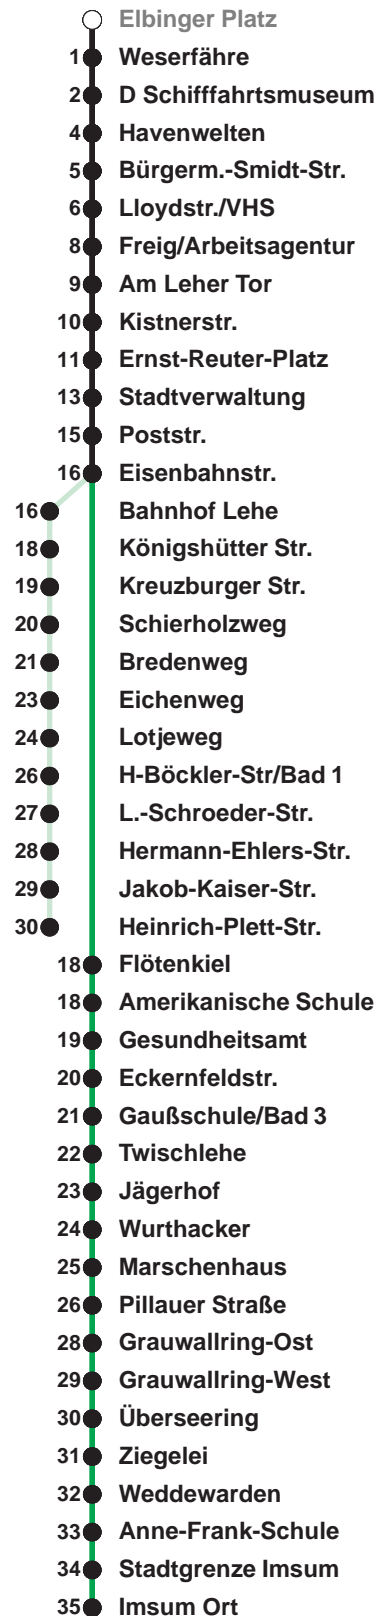 Elbinger Platz
1 Weserfähre
2 D Schifffahrtsmuseum
4 Havenwelten
5 Bürgerm.-Smidt-Str.
6 Lloydstr./VHS
8 Freig/Arbeitsagentur
9 Am Leher Tor
10 Kistnerstr.
11 Ernst-Reuter-Platz
13 Stadtverwaltung
15 Poststr.
16 Eisenbahnstr.
16 Bahnhof Lehe
18 Königshütter Str.
19 Kreuzburger Str.
20 Schierholzweg
21 Bredenweg
23 Eichenweg
24 Lotjeweg
26 H-Böckler-Str/Bad 1
27 L.-Schroeder-Str.
28 Hermann-Ehlers-Str.
29 Jakob-Kaiser-Str.
30 Heinrich-Plett-Str.
18 Flötenkiel
18 Amerikanische Schule
19 Gesundheitsamt
20 Eckernfeldstr.
21 Gaußschule/Bad 3
22 Twischlehe
23 Jägerhof
24 Wurthacker
25 Marschenhaus
26 Pillauer Straße
28 Grauwallring-Ost
29 Grauwallring-West
30 Überseering
31 Ziegelei
32 Weddewarden
33 Anne-Frank-Schule
34 Stadtgrenze Imsum
35 Imsum Ort